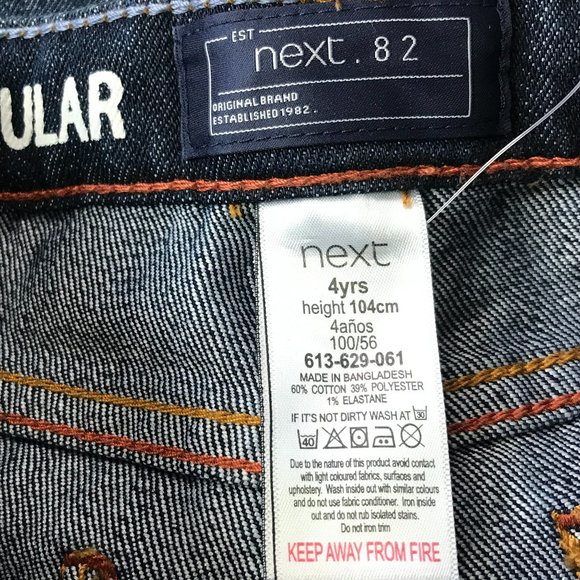 EST
next.82
ORIGINAL BRAND
ESTABLISHED 1982.
ULAR
next
4yrs
height 104cm
4años
100/56
613-629-061
MADE IN BANGLADESH
60% COTTON 39% POLYESTER
1% ELASTANE
IF IT'S NOT DIRTY WASH AT 30
40
Due to the nature of this product avoid contact
with light coloured footwear, surfaces and
upholstery. Wash inside out with similar colours
and do not use fabric conditioner. Iron inside
out and do not rub isolated stains.
Do not iron trim
KEEP AWAY FROM FIRE